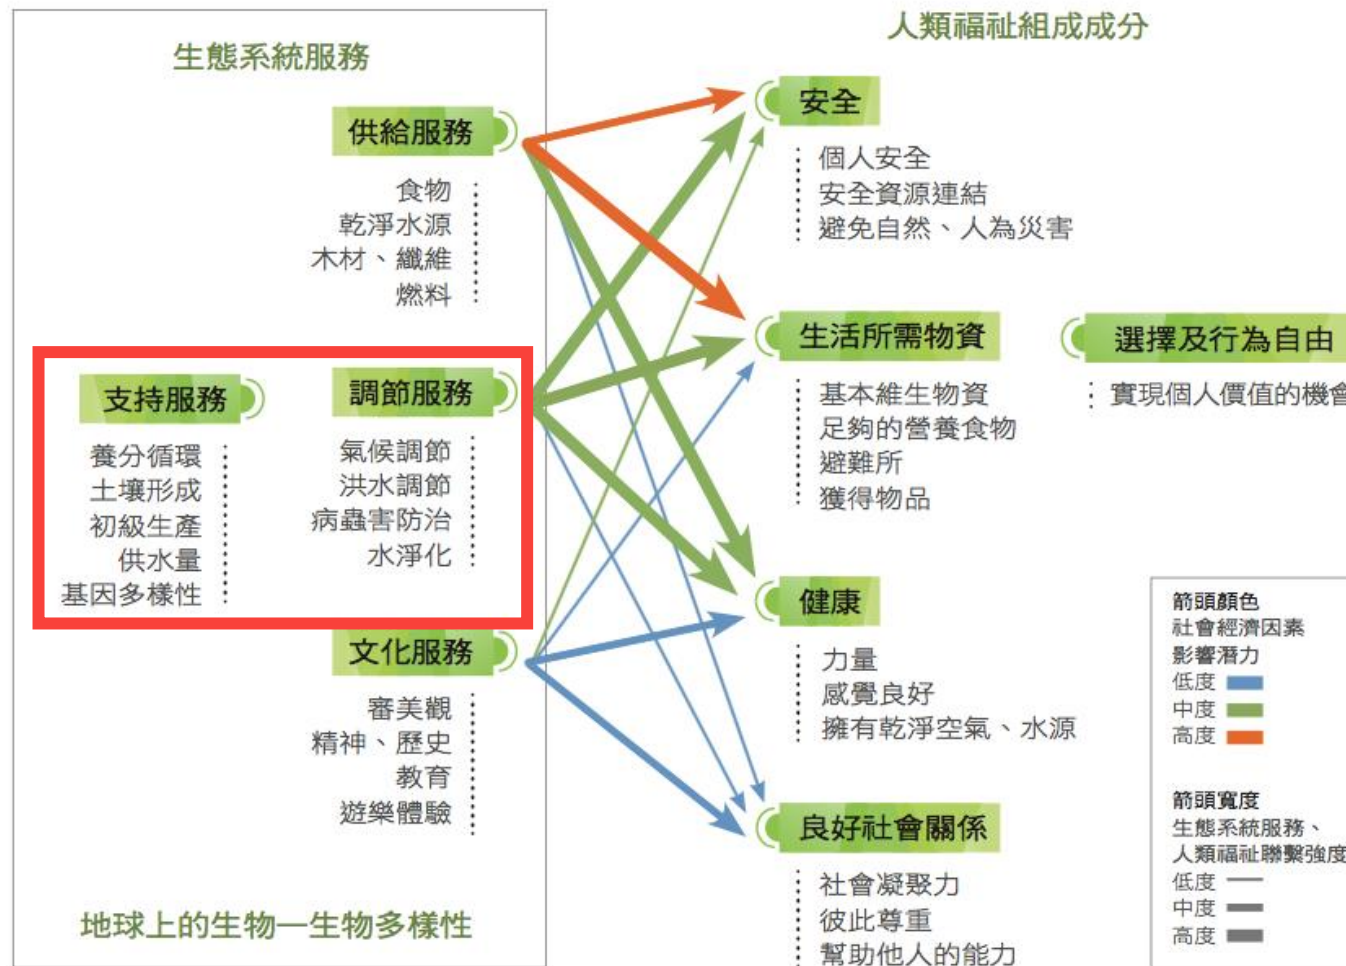 生態系統服務
供給服務
食物
乾淨水源
木材、纖維
燃料
支持服務
養分循環
土壤形成
初級生產
供水量
基因多樣性
調節服務
氣候調節
洪水調節
病蟲害防治
水淨化
文化服務
審美觀
精神、歷史
教育
遊樂體驗
地球上的生物—生物多樣性
人類福祉組成成分
安全
個人安全
安全資源連結
避免自然、人為災害
生活所需物資
基本維生物資
足夠的營養食物
避難所
獲得物品
選擇及行為自由
實現個人價值的機會
健康
力量
感覺良好
擁有乾淨空氣、水源
良好社會關係
社會凝聚力
彼此尊重
幫助他人的能力
箭頭顏色
社會經濟因素
影響潛力
低度
中度
高度
箭頭寬度
生態系統服務、
人類福祉聯繫強度
低度
中度
高度